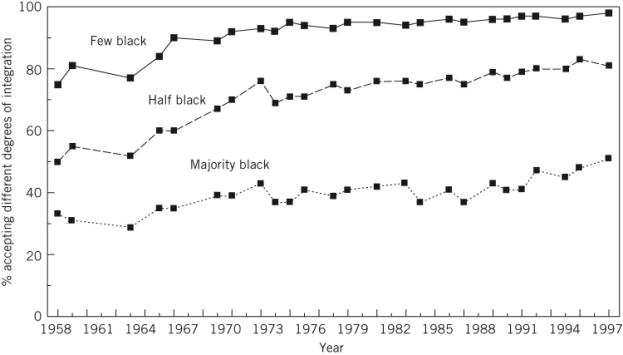 % accepting different degrees of integration
100
80
60
40
20
0
Few black
Half black
Majority black
1958 1961 1964 1967 1970 1973 1976 1979 1982 1985 1988 1991 1994 1997
Year